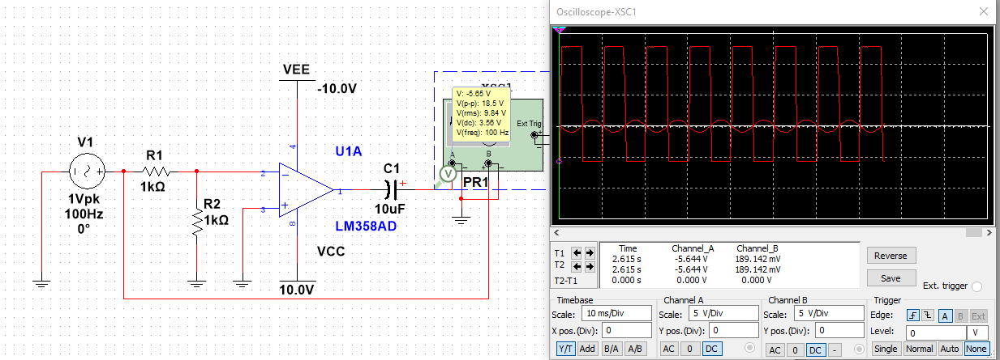 Oscilloscope-XSC1
VEE
-10.0V
V: -5.65 V
V(p-p): 18.5 V
V(rms): 9.84 V
V(dc): 3.56 V
V(freq): 100 Hz
Ext Trig
+
–
A
B
+
–
–
V
PR1
V1
1Vpk
100Hz
0°
R1
1kΩ
R2
1kΩ
4
U1A
2
3
1
8
LM358AD
C1
+
10uF
VCC
10.0V
T1
T2
T2-T1
Time Channel_A Channel_B
2.615 s -5.644 V 189.142 mV
2.615 s -5.644 V 189.142 mV
0.000 s 0.000 V 0.000 V
Reverse
Save
Ext. trigger
Timebase
Scale: 10 ms/Div
X pos.(Div): 0
Y/T Add B/A A/B
Channel A
Scale: 5 V/Div
Y pos.(Div): 0
AC 0 DC
Channel B
Scale: 5 V/Div
Y pos.(Div): 0
AC 0 DC -
Trigger
Edge: A B Ext
Level: 0 V
Single Normal Auto None